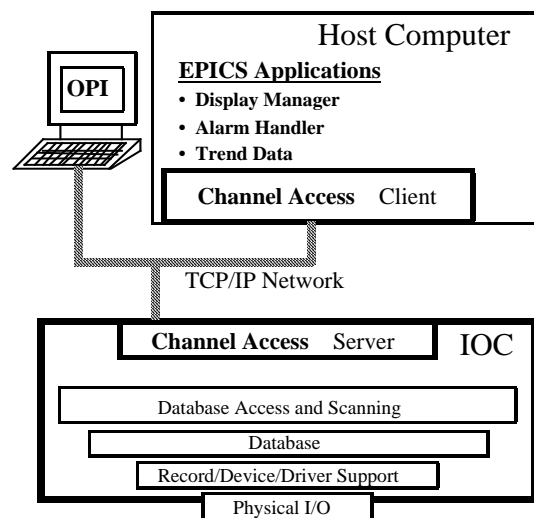 Host Computer
OPI
EPICS Applications
• Display Manager
• Alarm Handler
• Trend Data
Channel Access Client
TCP/IP Network
Channel Access Server
IOC
Database Access and Scanning
Database
Record/Device/Driver Support
Physical I/O